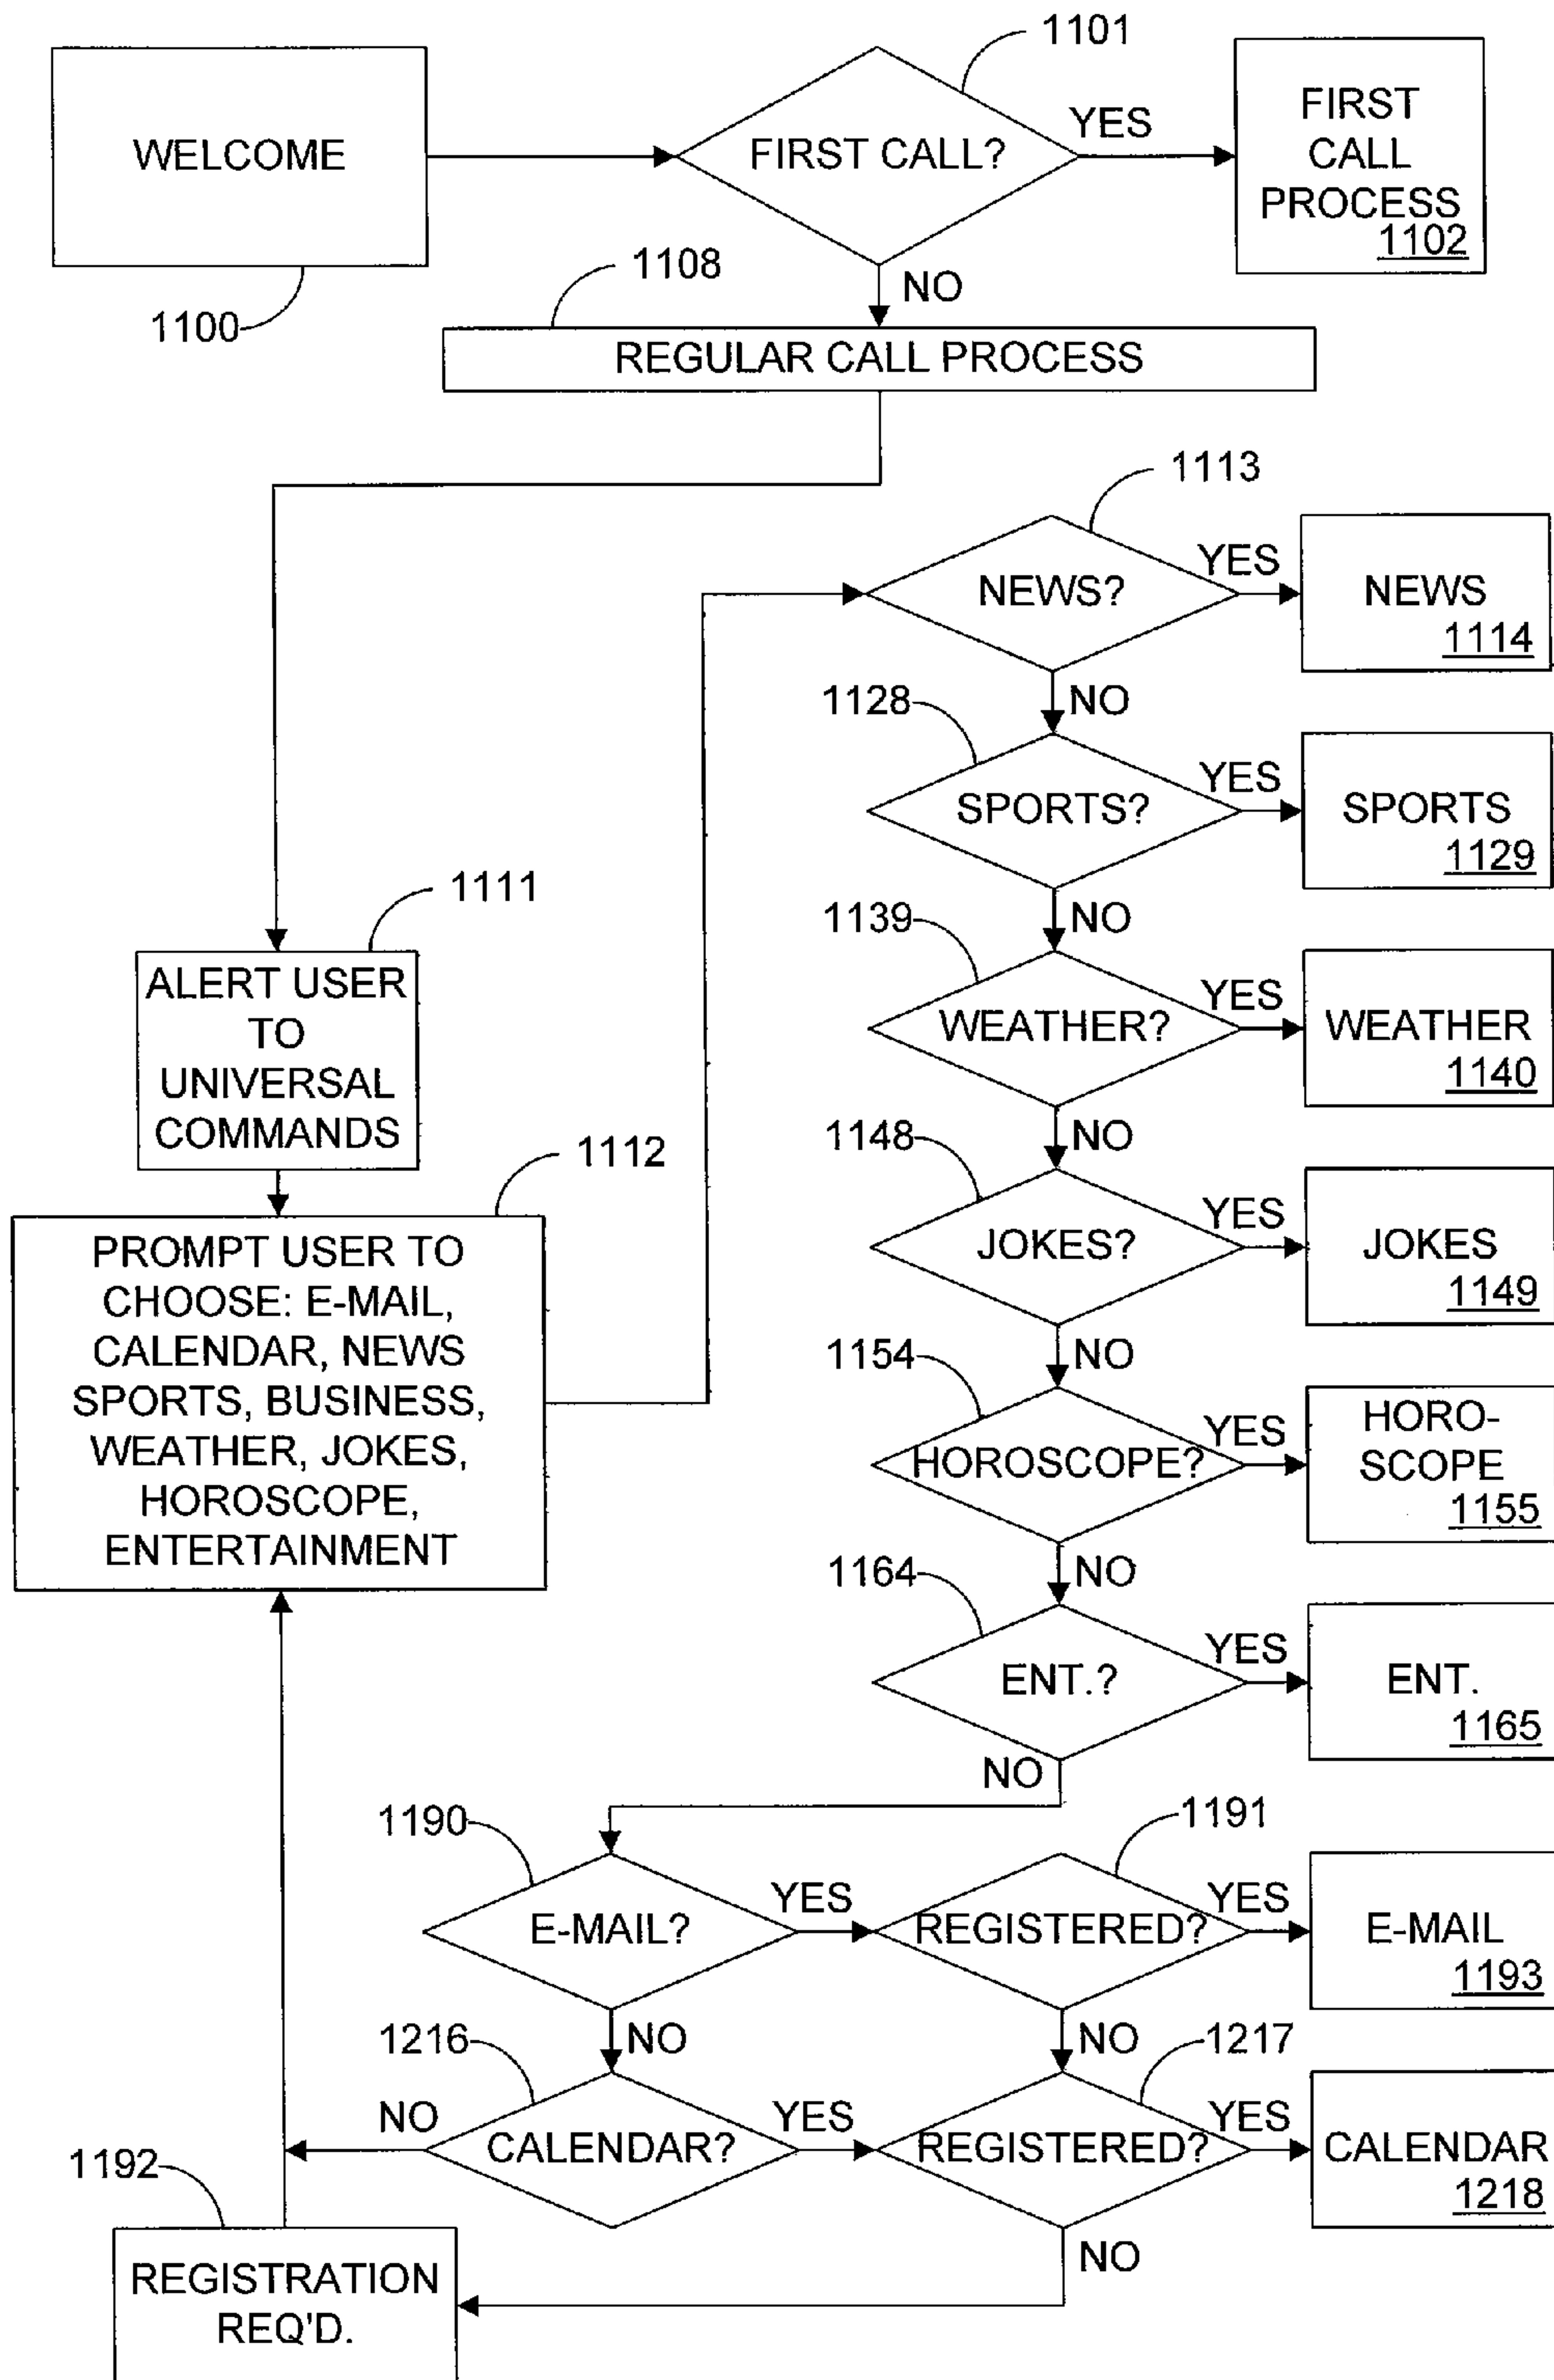 WELCOME
1100
1101
FIRST CALL?
YES
FIRST
CALL
PROCESS
1102
NO
1108
REGULAR CALL PROCESS
1113
NEWS?
YES
NEWS
1114
NO
1128
SPORTS?
YES
SPORTS
1129
NO
1111
ALERT USER
TO
UNIVERSAL
COMMANDS
1139
WEATHER?
YES
WEATHER
1140
NO
1112
PROMPT USER TO
CHOOSE: E-MAIL,
CALENDAR, NEWS
SPORTS, BUSINESS,
WEATHER, JOKES,
HOROSCOPE,
ENTERTAINMENT
1148
JOKES?
YES
JOKES
1149
NO
1154
HOROSCOPE?
YES
HORO-
SCOPE
1155
NO
1164
ENT.?
YES
ENT.
1165
NO
1190
E-MAIL?
YES
1191
REGISTERED?
YES
E-MAIL
1193
NO
NO
1216
CALENDAR?
NO
YES
1217
REGISTERED?
YES
CALENDAR
1218
NO
1192
REGISTRATION
REQ'D.